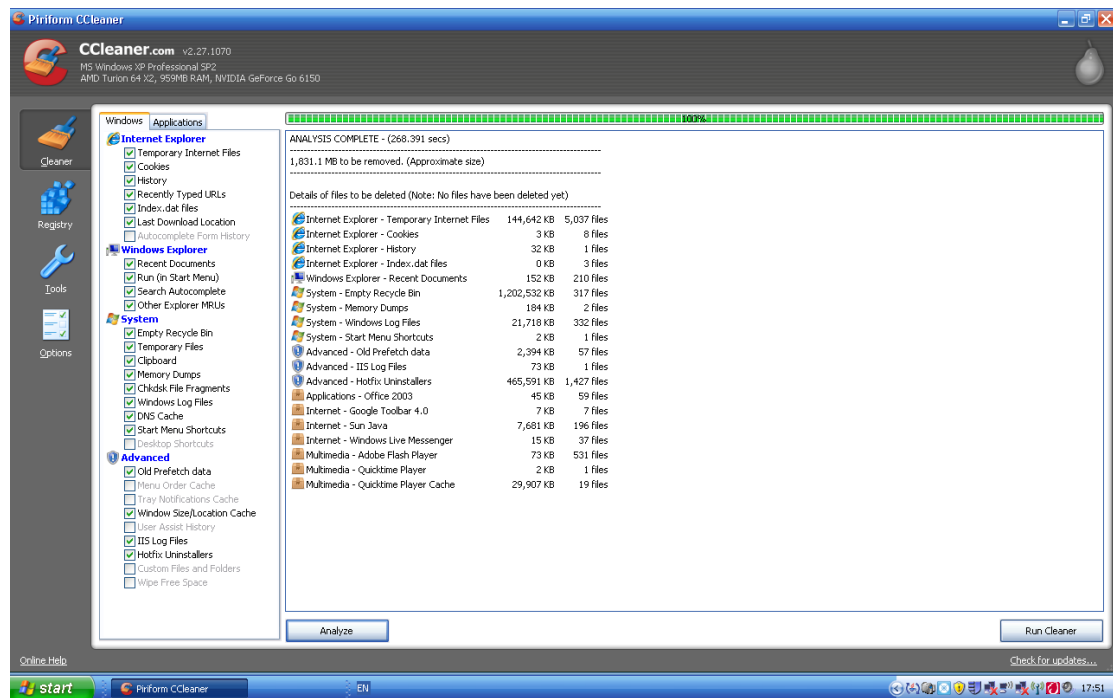 Piriform CCleaner
CCleaner.com v2.27.1070
MS Windows XP Professional SP2
AMD Turion 64 X2, 959MB RAM, NVIDIA GeForce Go 6150
Cleaner
Registry
Tools
Options
Windows Applications
Internet Explorer
Temporary Internet Files
Cookies
History
Recently Typed URLs
Index.dat files
Last Download Location
Autocomplete Form History
Windows Explorer
Recent Documents
Run (in Start Menu)
Search Autocomplete
Other Explorer MRUs
System
Empty Recycle Bin
Temporary Files
Clipboard
Memory Dumps
Chkdsk File Fragments
Windows Log Files
DNS Cache
Start Menu Shortcuts
Desktop Shortcuts
Advanced
Old Prefetch data
Menu Order Cache
Tray Notifications Cache
Window Size/Location Cache
User Assist History
IIS Log Files
Hotfix Uninstallers
Custom Files and Folders
Wipe Free Space
100%
ANALYSIS COMPLETE - (268.391 secs)
1,831.1 MB to be removed. (Approximate size)
Details of files to be deleted (Note: No files have been deleted yet)
Internet Explorer - Temporary Internet Files 144,642 KB 5,037 files
Internet Explorer - Cookies 3 KB 8 files
Internet Explorer - History 32 KB 1 files
Internet Explorer - Index.dat files 0 KB 3 files
Windows Explorer - Recent Documents 152 KB 210 files
System - Empty Recycle Bin 1,202,532 KB 317 files
System - Memory Dumps 184 KB 2 files
System - Windows Log Files 21,718 KB 332 files
System - Start Menu Shortcuts 2 KB 1 files
Advanced - Old Prefetch data 2,394 KB 57 files
Advanced - IIS Log Files 73 KB 1 files
Advanced - Hotfix Uninstallers 465,591 KB 1,427 files
Applications - Office 2003 45 KB 59 files
Internet - Google Toolbar 4.0 7 KB 7 files
Internet - Sun Java 7,681 KB 196 files
Internet - Windows Live Messenger 15 KB 37 files
Multimedia - Adobe Flash Player 73 KB 531 files
Multimedia - Quicktime Player 2 KB 1 files
Multimedia - Quicktime Player Cache 29,907 KB 19 files
Analyze
Run Cleaner
Online Help
Check for updates...
start
Piriform CCleaner
EN
17:51